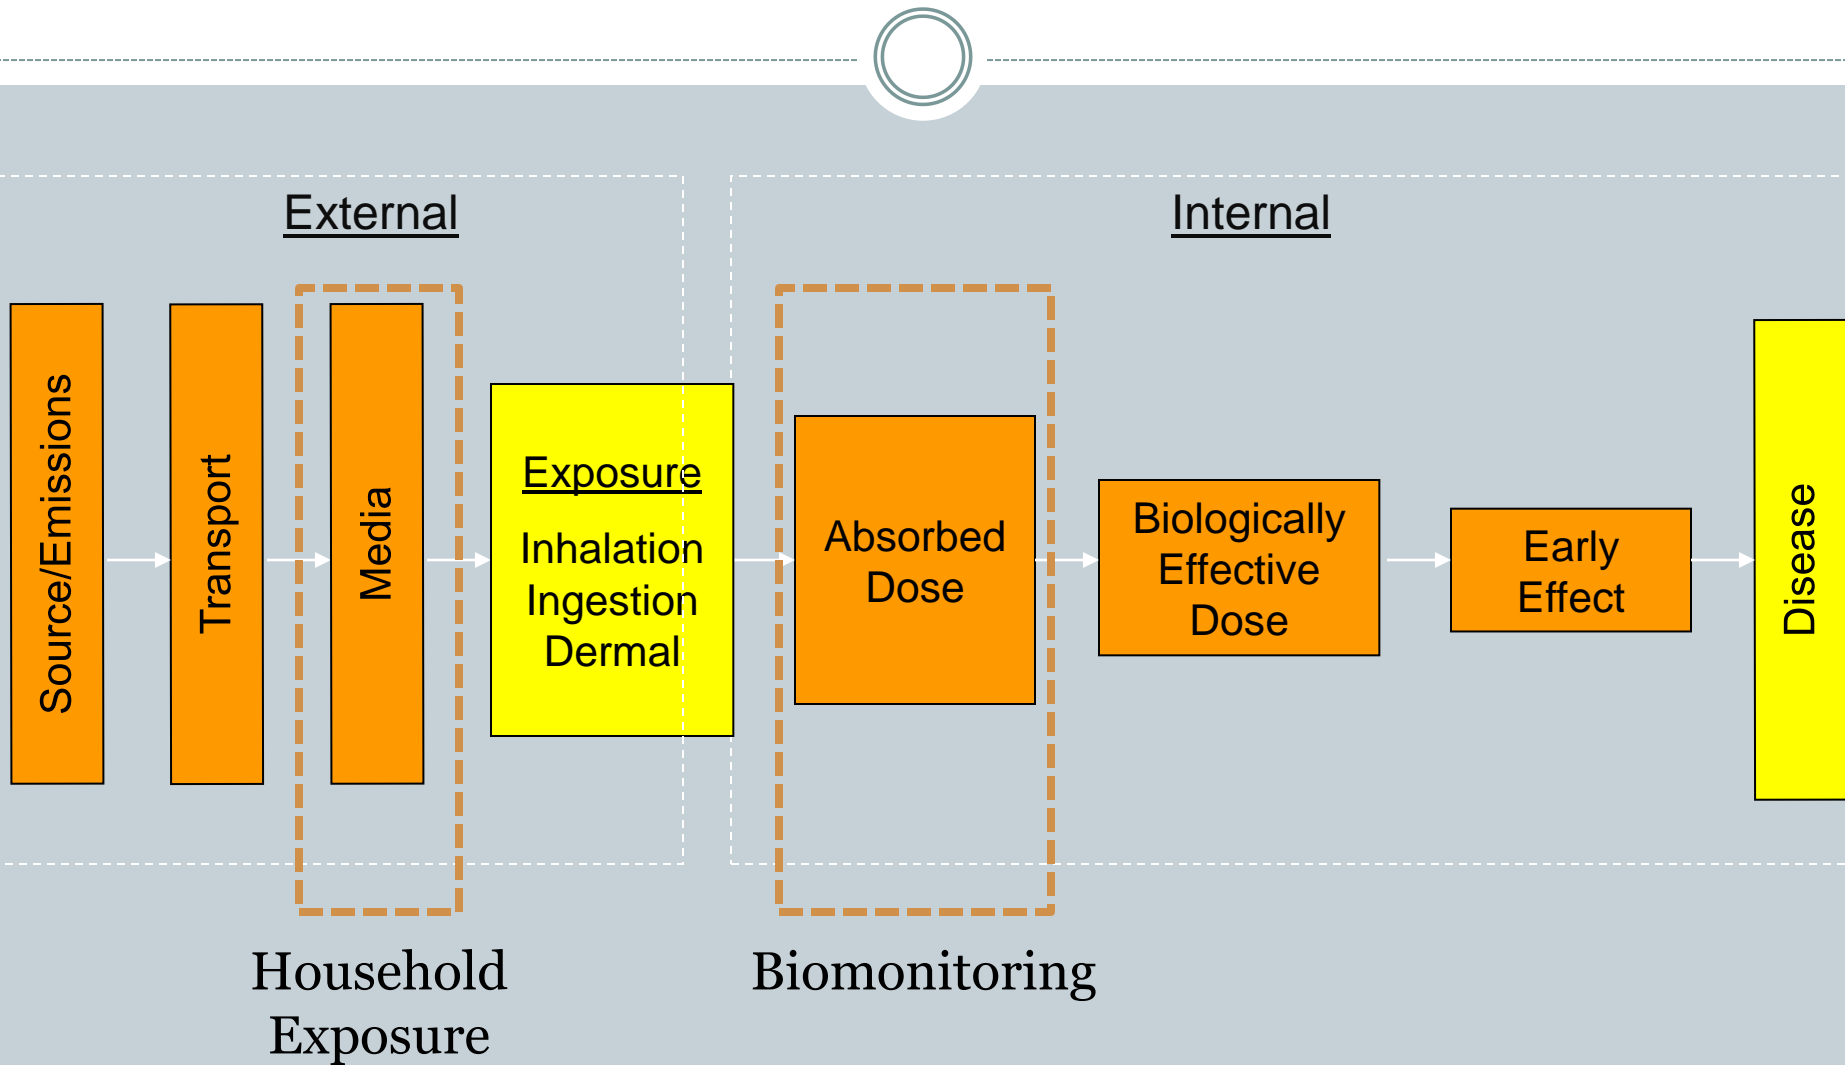 External
Internal
Source/Emissions
Transport
Media
Exposure
Inhalation
Ingestion
Dermal
Absorbed
Dose
Biologically
Effective
Dose
Early
Effect
Disease
Household
Exposure
Biomonitoring